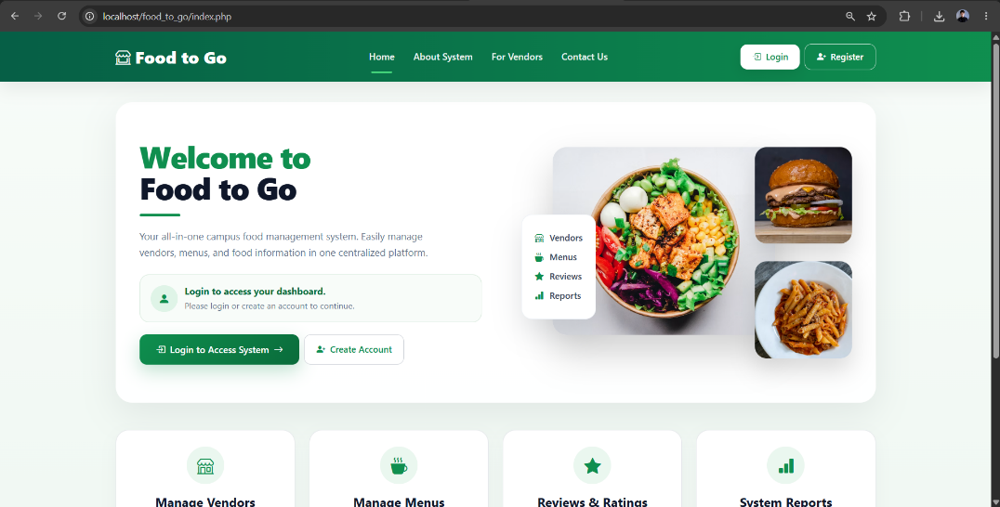 localhost/food_to_go/index.php
Food to Go
Home
About System
For Vendors
Contact Us
Login
Register
Welcome to
Food to Go
Your all-in-one campus food management system. Easily manage
vendors, menus, and food information in one centralized platform.
Login to access your dashboard.
Please login or create an account to continue.
Login to Access System →
Create Account
Vendors
Menus
Reviews
Reports
Manage Vendors
Manage Menus
Reviews & Ratings
System Reports